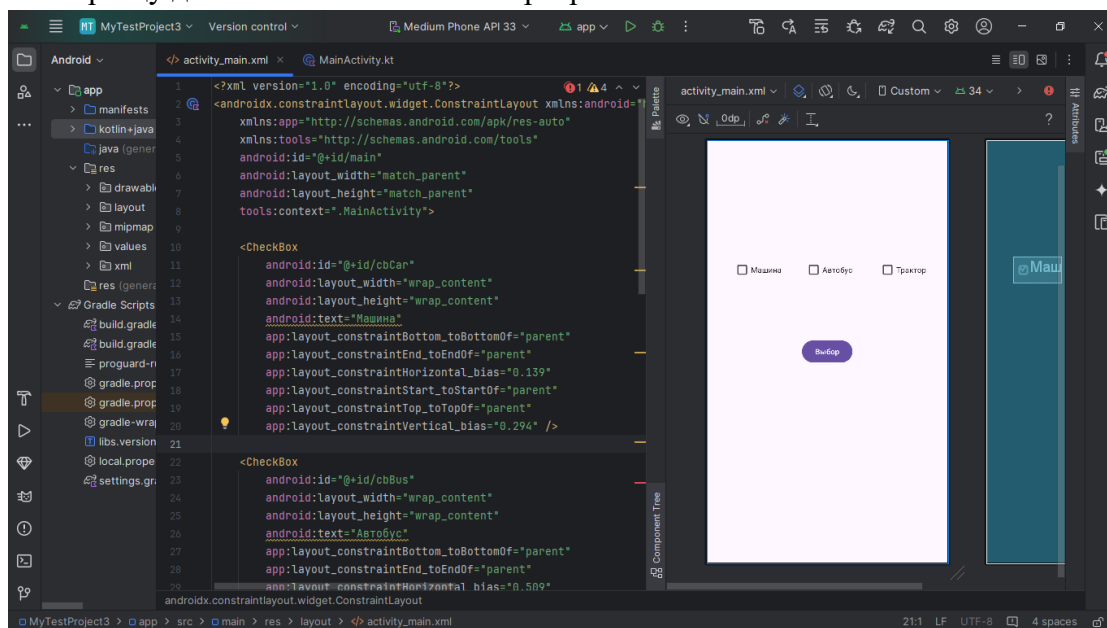 MT MyTestProject3 Version control Medium Phone API 33 app
Android
activity_main.xml
MainActivity.kt
app
manifests
kotlin+java
java (gener
res
drawabl
layout
mipmap
values
xml
res (genera
Gradle Scripts
build.gradle
build.gradle
proguard-ru
gradle.prop
gradle.prop
gradle-wrap
libs.version
local.prope
settings.gra
1 <?xml version="1.0" encoding="utf-8"?> 1 4
2 <androidx.constraintlayout.widget.ConstraintLayout xmlns:android="
3 xmlns:app="http://schemas.android.com/apk/res-auto"
4 xmlns:tools="http://schemas.android.com/tools"
5 android:id="@+id/main"
6 android:layout_width="match_parent"
7 android:layout_height="match_parent"
8 tools:context=".MainActivity">
9
10 <CheckBox
11 android:id="@+id/cbCar"
12 android:layout_width="wrap_content"
13 android:layout_height="wrap_content"
14 android:text="Машина"
15 app:layout_constraintBottom_toBottomOf="parent"
16 app:layout_constraintEnd_toEndOf="parent"
17 app:layout_constraintHorizontal_bias="0.139"
18 app:layout_constraintStart_toStartOf="parent"
19 app:layout_constraintTop_toTopOf="parent"
20 app:layout_constraintVertical_bias="0.294" />
21
22 <CheckBox
23 android:id="@+id/cbBus"
24 android:layout_width="wrap_content"
25 android:layout_height="wrap_content"
26 android:text="Автобус"
27 app:layout_constraintBottom_toBottomOf="parent"
28 app:layout_constraintEnd_toEndOf="parent"
29 app:layout_constraintHorizontal_bias="0.509"
androidx.constraintlayout.widget.ConstraintLayout
Palette
Component Tree
activity_main.xml Custom 34
0dp
Attributes
Машина Автобус Трактор
Выбор
Маш
MyTestProject3 > app > src > main > res > layout > activity_main.xml
21:1 LF UTF-8 4 spaces